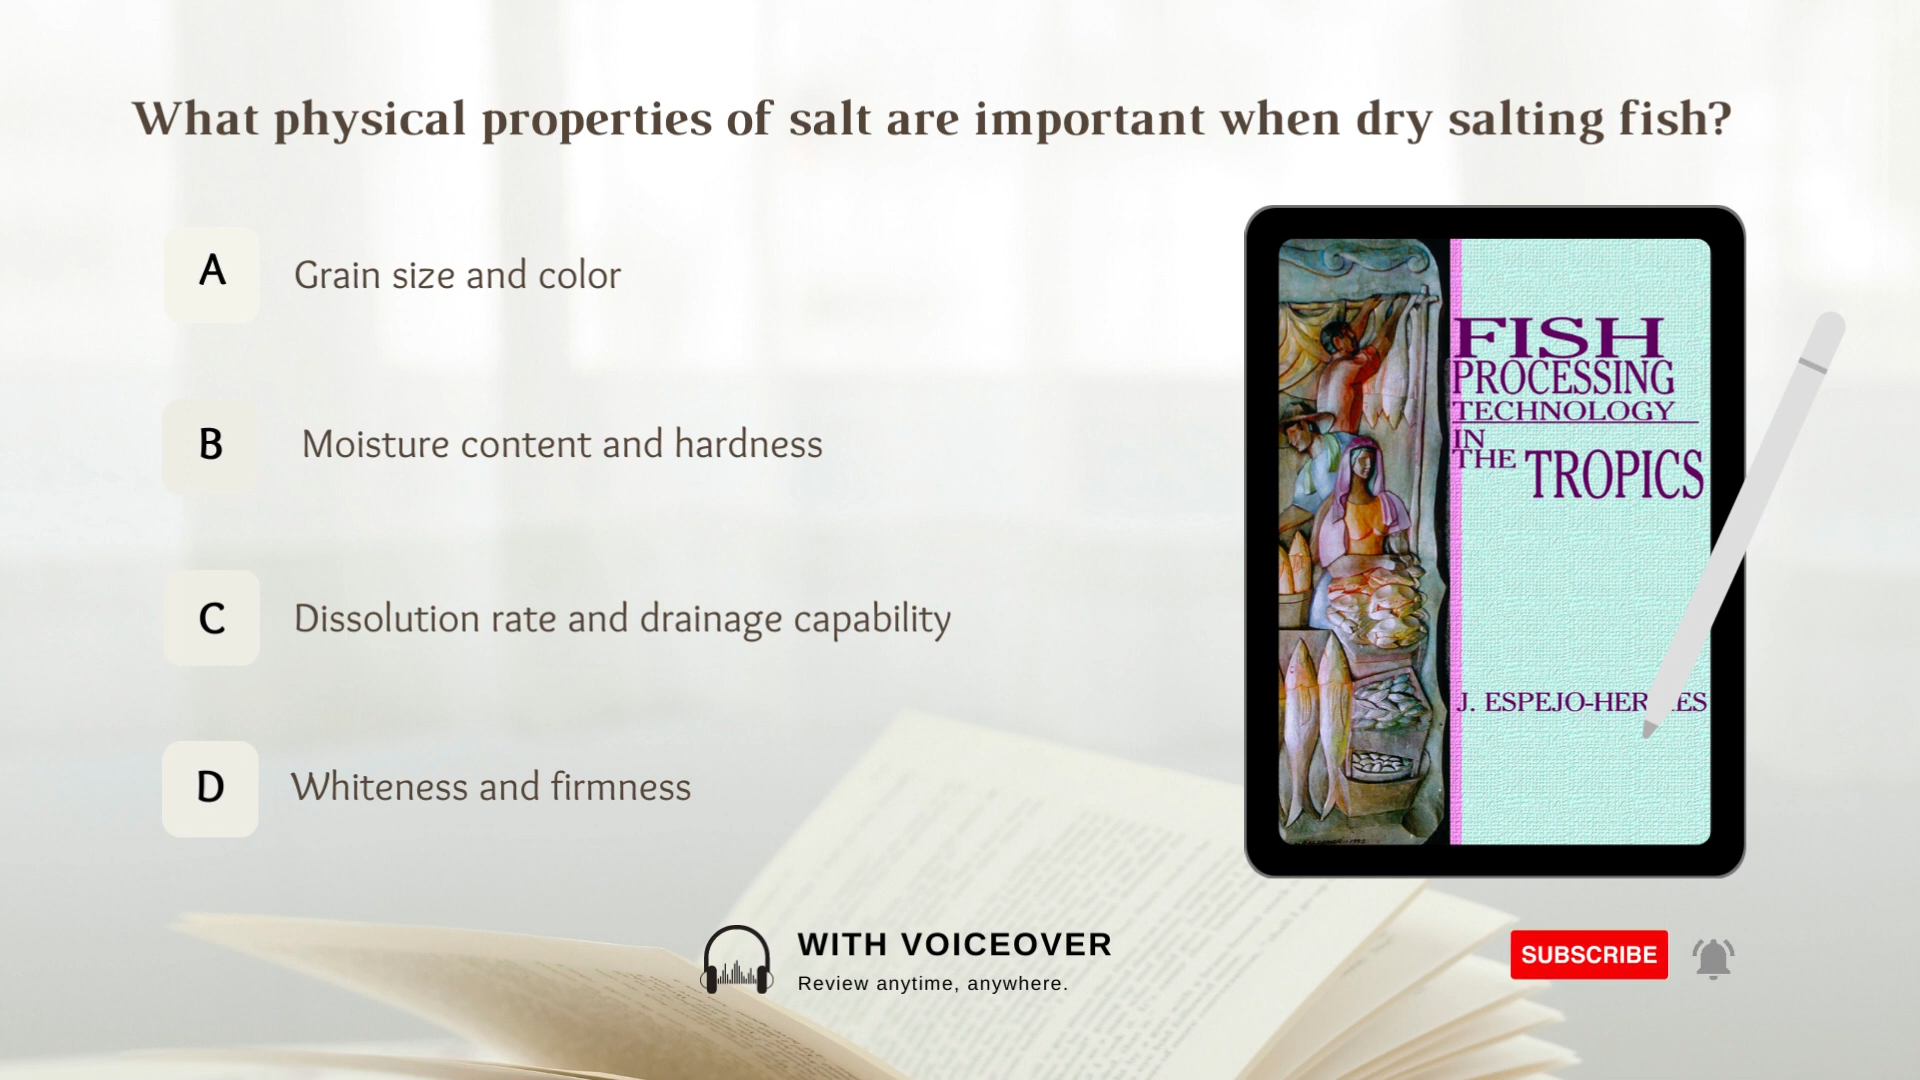 What physical properties of salt are important when dry salting fish?
A
Grain size and color
B
Moisture content and hardness
C
Dissolution rate and drainage capability
D
Whiteness and firmness
FISH
PROCESSING
TECHNOLOGY
IN
THE TROPICS
J.
WITH VOICEOVER
Review anytime, anywhere.
SUBSCRIBE